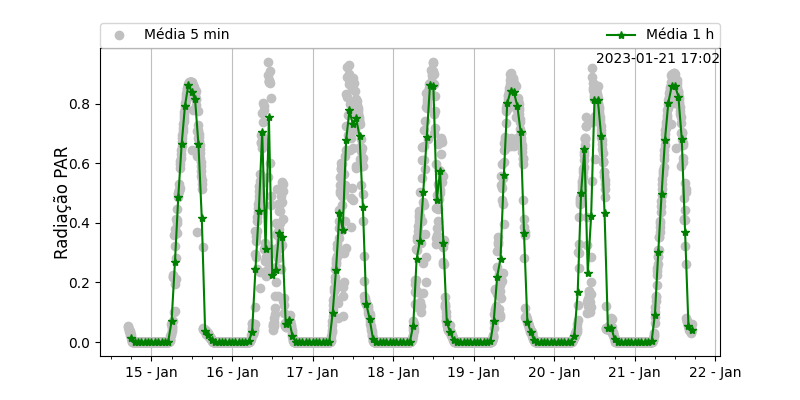 Média 5 min
Média 1 h
2023-01-21 17:02
Radiação PAR
0.8
0.6
0.4
0.2
0.0
15 - Jan
16 - Jan
17 - Jan
18 - Jan
19 - Jan
20 - Jan
21 - Jan
22 - Jan